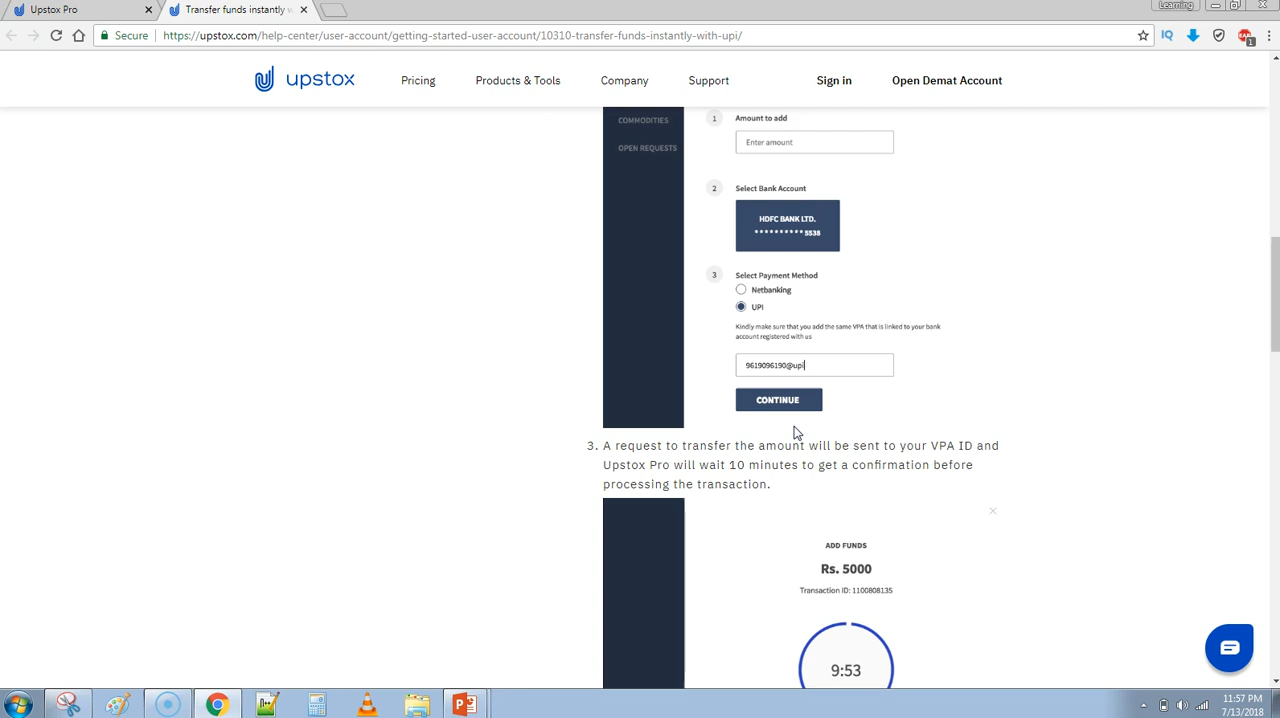 Upstox Pro
Transfer funds instantly w
Secure
https://upstox.com/help-center/user-account/getting-started-user-account/10310-transfer-funds-instantly-with-upi/
IQ
1
upstox
Pricing
Products & Tools
Company
Support
Sign in
Open Demat Account
COMMODITIES
OPEN REQUESTS
1
Amount to add
Enter amount
2
Select Bank Account
HDFC BANK LTD.
**********5538
3
Select Payment Method
Netbanking
UPI
Kindly make sure that you add the same VPA that is linked to your bank
account registered with us
9619096190@upi
CONTINUE
3. A request to transfer the amount will be sent to your VPA ID and
Upstox Pro will wait 10 minutes to get a confirmation before
processing the transaction.
ADD FUNDS
Rs. 5000
Transaction ID: 1100808135
9:53
11:57 PM
7/13/2018